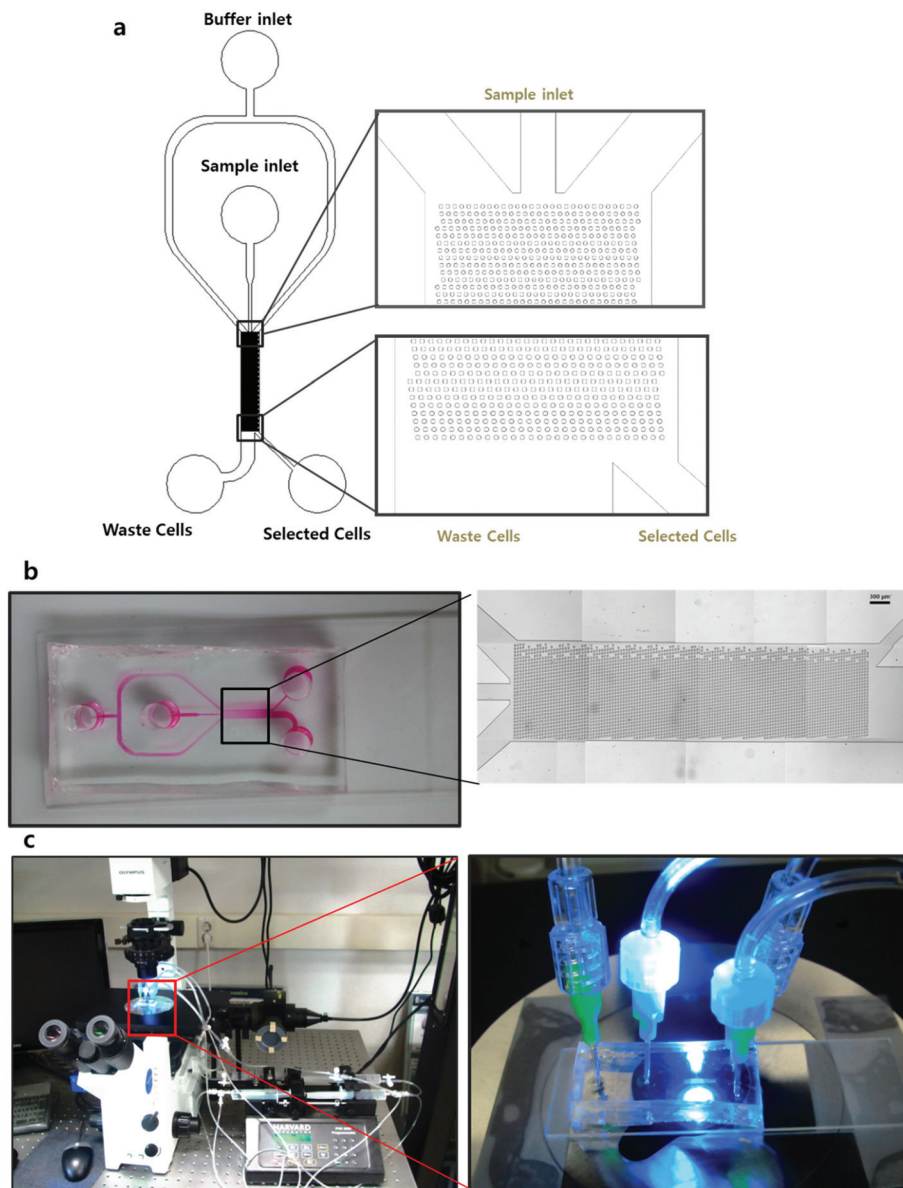 a
Buffer inlet
Sample inlet
Sample inlet
Waste Cells
Selected Cells
Waste Cells
Selected Cells
b
300 μm
c
OLYMPUS
HARVARD